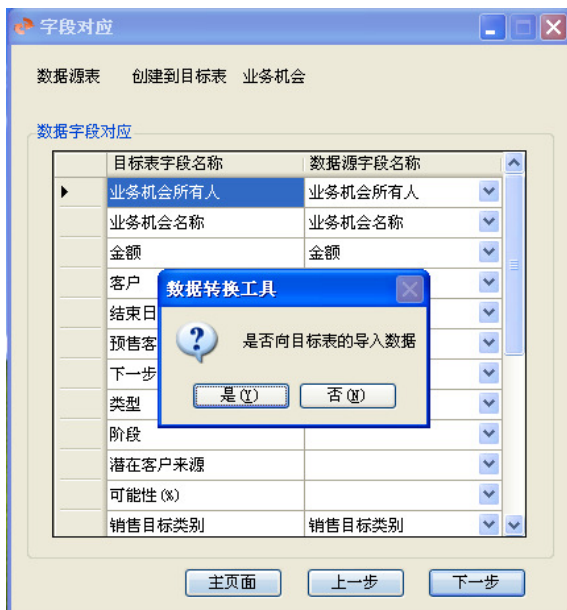 字段对应
数据源表 创建到目标表 业务机会
数据字段对应
目标表字段名称 数据源字段名称
业务机会所有人 业务机会所有人
业务机会名称 业务机会名称
金额 金额
客户
结束日
预售客
下一步
类型
阶段
潜在客户来源
可能性(%)
销售目标类别 销售目标类别
数据转换工具
是否向目标表的导入数据
是(Y) 否(N)
主页面 上一步 下一步